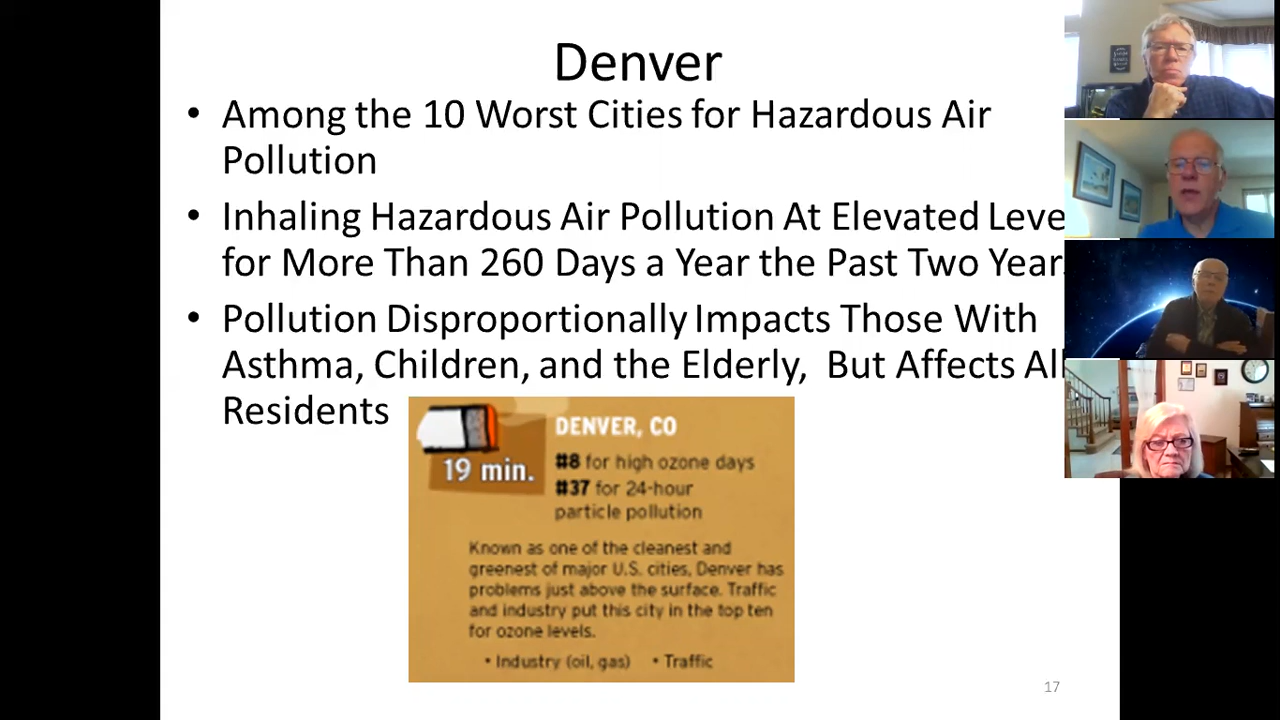 Denver
• Among the 10 Worst Cities for Hazardous Air
Pollution
• Inhaling Hazardous Air Pollution At Elevated Leve
for More Than 260 Days a Year the Past Two Year
• Pollution Disproportionally Impacts Those With
Asthma, Children, and the Elderly, But Affects All
Residents
19 min.
DENVER, CO
#8 for high ozone days
#37 for 24-hour
particle pollution
Known as one of the cleanest and
greenest of major U.S. cities, Denver has
problems just above the surface. Traffic
and industry put this city in the top ten
for ozone levels.
• Industry (oil, gas) • Traffic
17